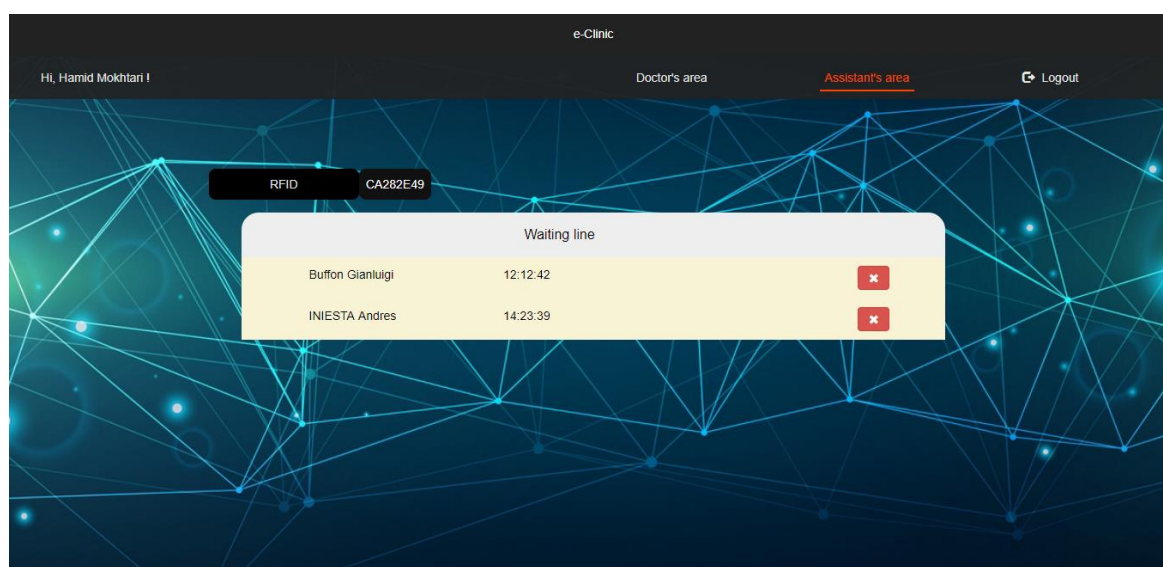 e-Clinic
Hi, Hamid Mokhtari ! Doctor's area Assistant's area Logout
RFID CA282E49
Waiting line
Buffon Gianluigi 12:12:42
INIESTA Andres 14:23:39